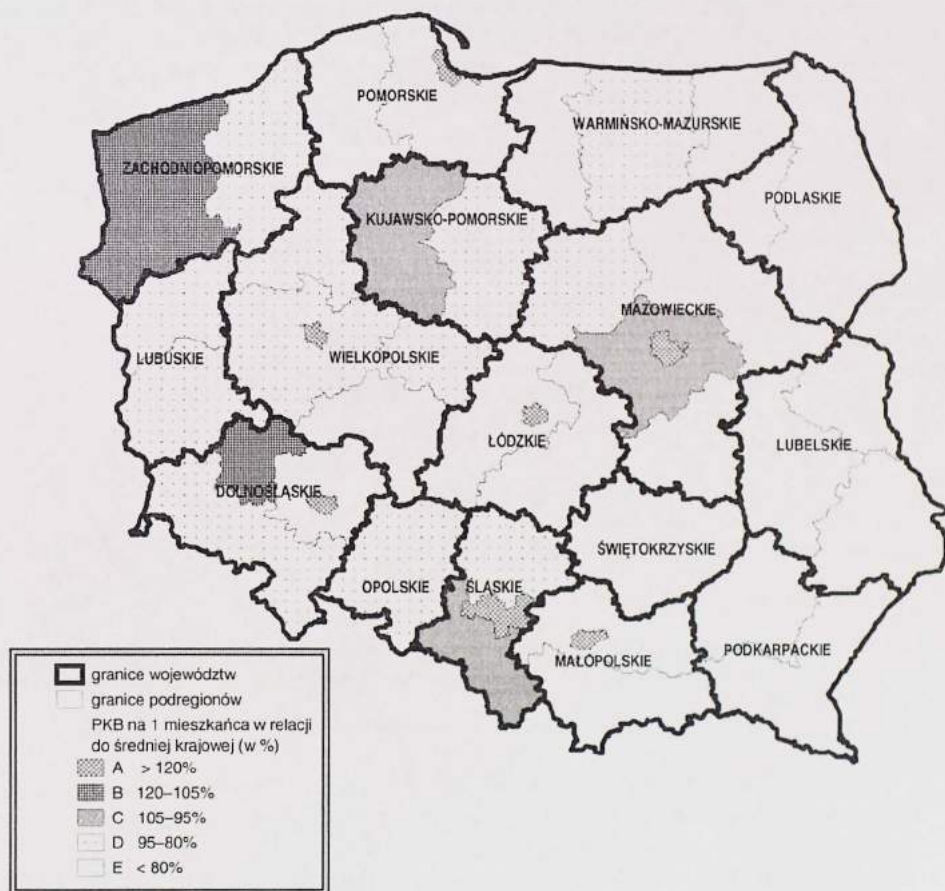 POMORSKIE
WARMIŃSKO-MAZURSKIE
ZACHODNIOPOMORSKIE
PODLASKIE
KUJAWSKO-POMORSKIE
MAZOWIECKIE
LUBUSKIE
WIELKOPOLSKIE
ŁÓDZKIE
LUBELSKIE
DOLNOŚLĄSKIE
ŚWIĘTOKRZYSKIE
OPOLSKIE
ŚLĄSKIE
MAŁOPOLSKIE
PODKARPACKIE
granice województw
granice podregionów
PKB na 1 mieszkańca w relacji
do średniej krajowej (w %)
A > 120%
B 120–105%
C 105–95%
D 95–80%
E < 80%